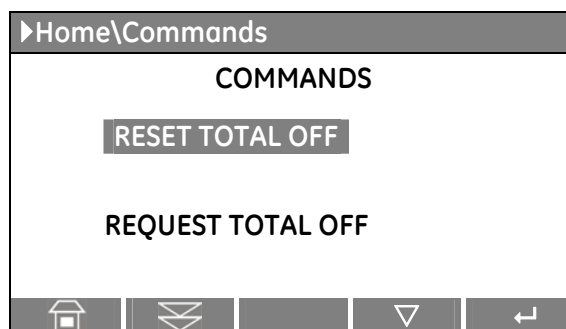 Home\Commands
COMMANDS
RESET TOTAL OFF
REQUEST TOTAL OFF